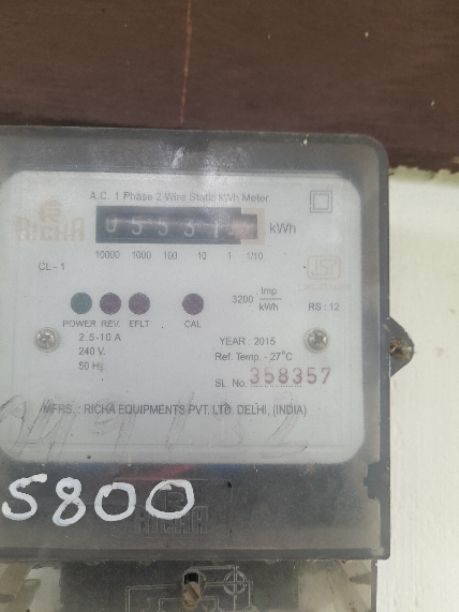 A.C. 1 Phase 2 Wire Static kWh Meter
RICHA
kWh
10000 1000 100 10 1 1/10
CL - 1
3200 Imp/kWh
RS : 12
POWER REV. EFLT CAL
2.5-10 A
240 V.
50 Hz
YEAR : 2015
Ref. Temp. - 27°C
SL. No. 358357
MFRS. : RICHA EQUIPMENTS PVT. LTD. DELHI, (INDIA)
5800
RICHA